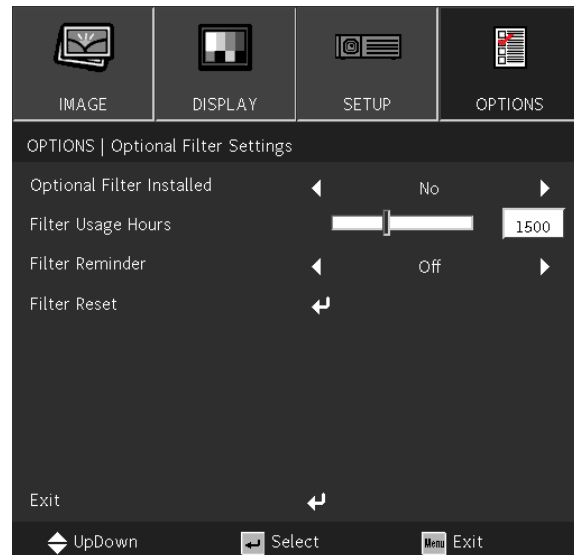 IMAGE DISPLAY SETUP OPTIONS
OPTIONS | Optional Filter Settings
Optional Filter Installed No
Filter Usage Hours 1500
Filter Reminder Off
Filter Reset
Exit
UpDown Select Menu Exit